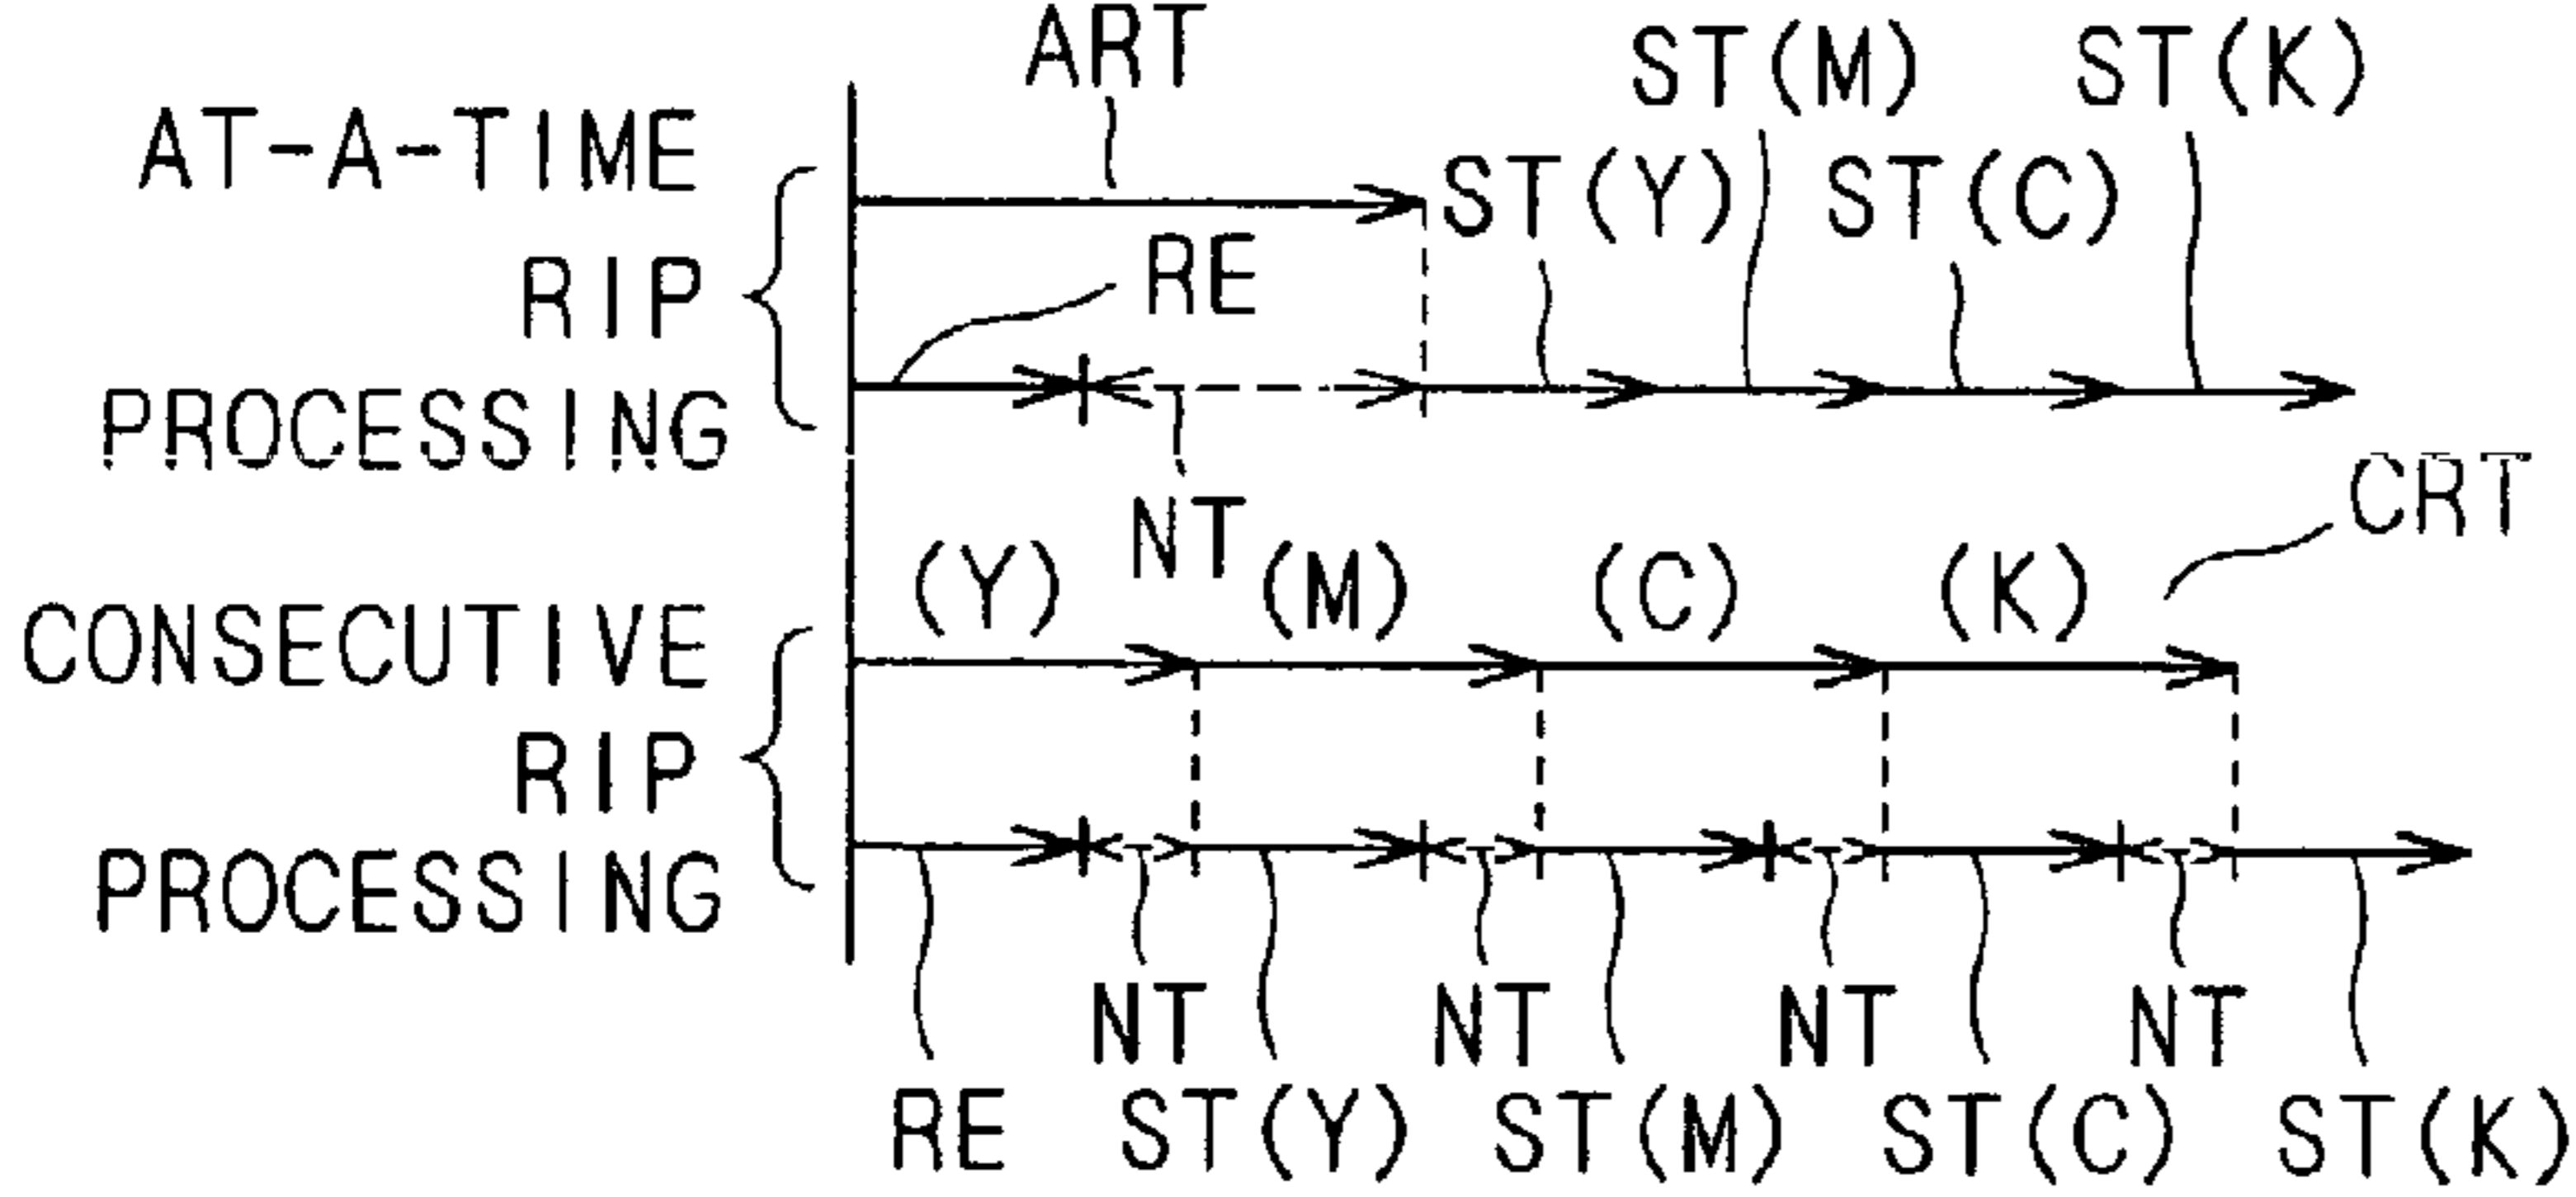 ART
ST(M) ST(K)
AT-A-TIME
ST(Y) ST(C)
RIP
RE
PROCESSING
NT
CRT
(Y) (M) (C) (K)
CONSECUTIVE
RIP
PROCESSING
NT NT NT NT
RE ST(Y) ST(M) ST(C) ST(K)